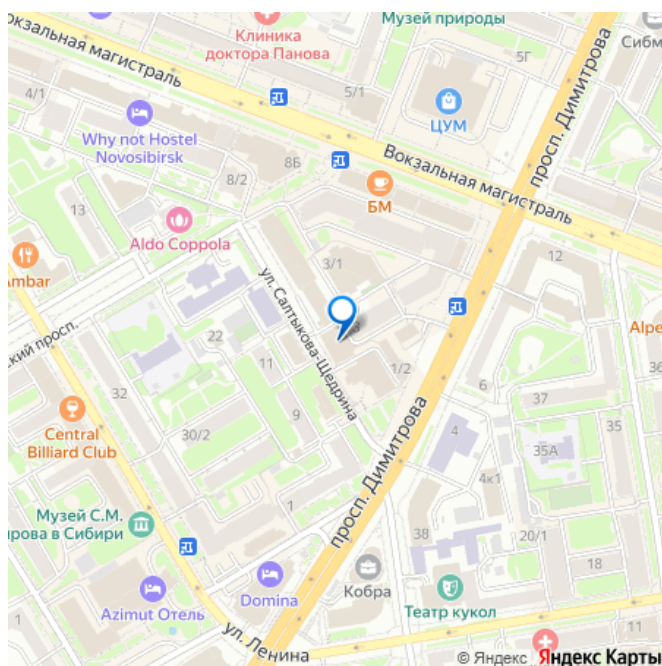 Музей природы
Клиника
доктора Панова
5Г
Сибм
окзальная магистраль
просп. Димитрова
4/1
5/1
ЦУМ
Why not Hostel
Novosibirsk
8Б
8/2
Вокзальная магистраль
БМ
13
Aldo Coppola
Ambar
3/1
12
ул. Салтыкова-Щедрина
ский просп.
22
11
1/2
Alpe
32
6
37
9
35
Central
Billiard Club
30/2
4
35А
просп. Димитрова
4к1
1
Музей С.М.
ирова в Сибири
38
20/1
18
Azimut Отель
Domina
Кобра
Театр кукол
11
ул. Ленина
© Яндекс Яндекс Карты